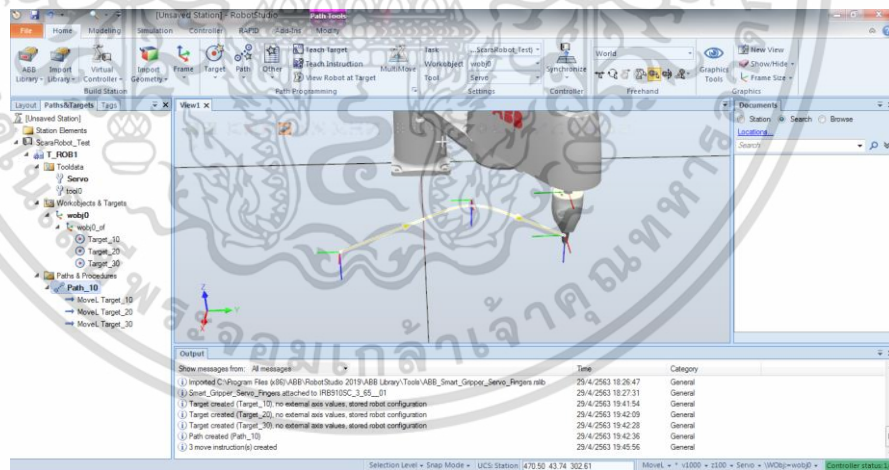 [Unsaved Station] - RobotStudio
Path Tools
File Home Modeling Simulation Controller RAPID Add-Ins Modify
ABB Library Import Library Virtual Controller Import Geometry Frame Target Path Other
Teach Target
Teach Instruction
View Robot at Target
MultiMove
Task ...ScaraRobot_Test)
Workobject wobj0
Tool Servo
Synchronize
World
Graphics Tools
New View
Show/Hide
Frame Size
Build Station Path Programming Settings Controller Freehand Graphics
Layout Paths&Targets Tags
[Unsaved Station]
Station Elements
ScaraRobot_Test
T_ROB1
Tooldata
Servo
tool0
Workobjects & Targets
wobj0
wobj0_of
Target_10
Target_20
Target_30
Paths & Procedures
Path_10
MoveL Target_10
MoveL Target_20
MoveL Target_30
View1
Z
Y
X
Documents
Station Search Browse
Locations...
Search
Output
Show messages from: All messages Time Category
Imported C:\Program Files (x86)\ABB\RobotStudio 2019\ABB Library\Tools\ABB_Smart_Gripper_Servo_Fingers.rslib 29/4/2563 18:26:47 General
Smart_Gripper_Servo_Fingers attached to IRB910SC_3_65__01 29/4/2563 18:27:31 General
Target created (Target_10), no external axis values, stored robot configuration 29/4/2563 19:41:54 General
Target created (Target_20), no external axis values, stored robot configuration 29/4/2563 19:42:09 General
Target created (Target_30), no external axis values, stored robot configuration 29/4/2563 19:42:28 General
Path created (Path_10) 29/4/2563 19:42:36 General
3 move instruction(s) created 29/4/2563 19:45:56 General
Selection Level Snap Mode UCS: Station 470.50 43.74 302.61 MoveL * v1000 z100 Servo \WObj:=wobj0 Controller status:
พระจอมเกล้าเจ้าคุณทหาร